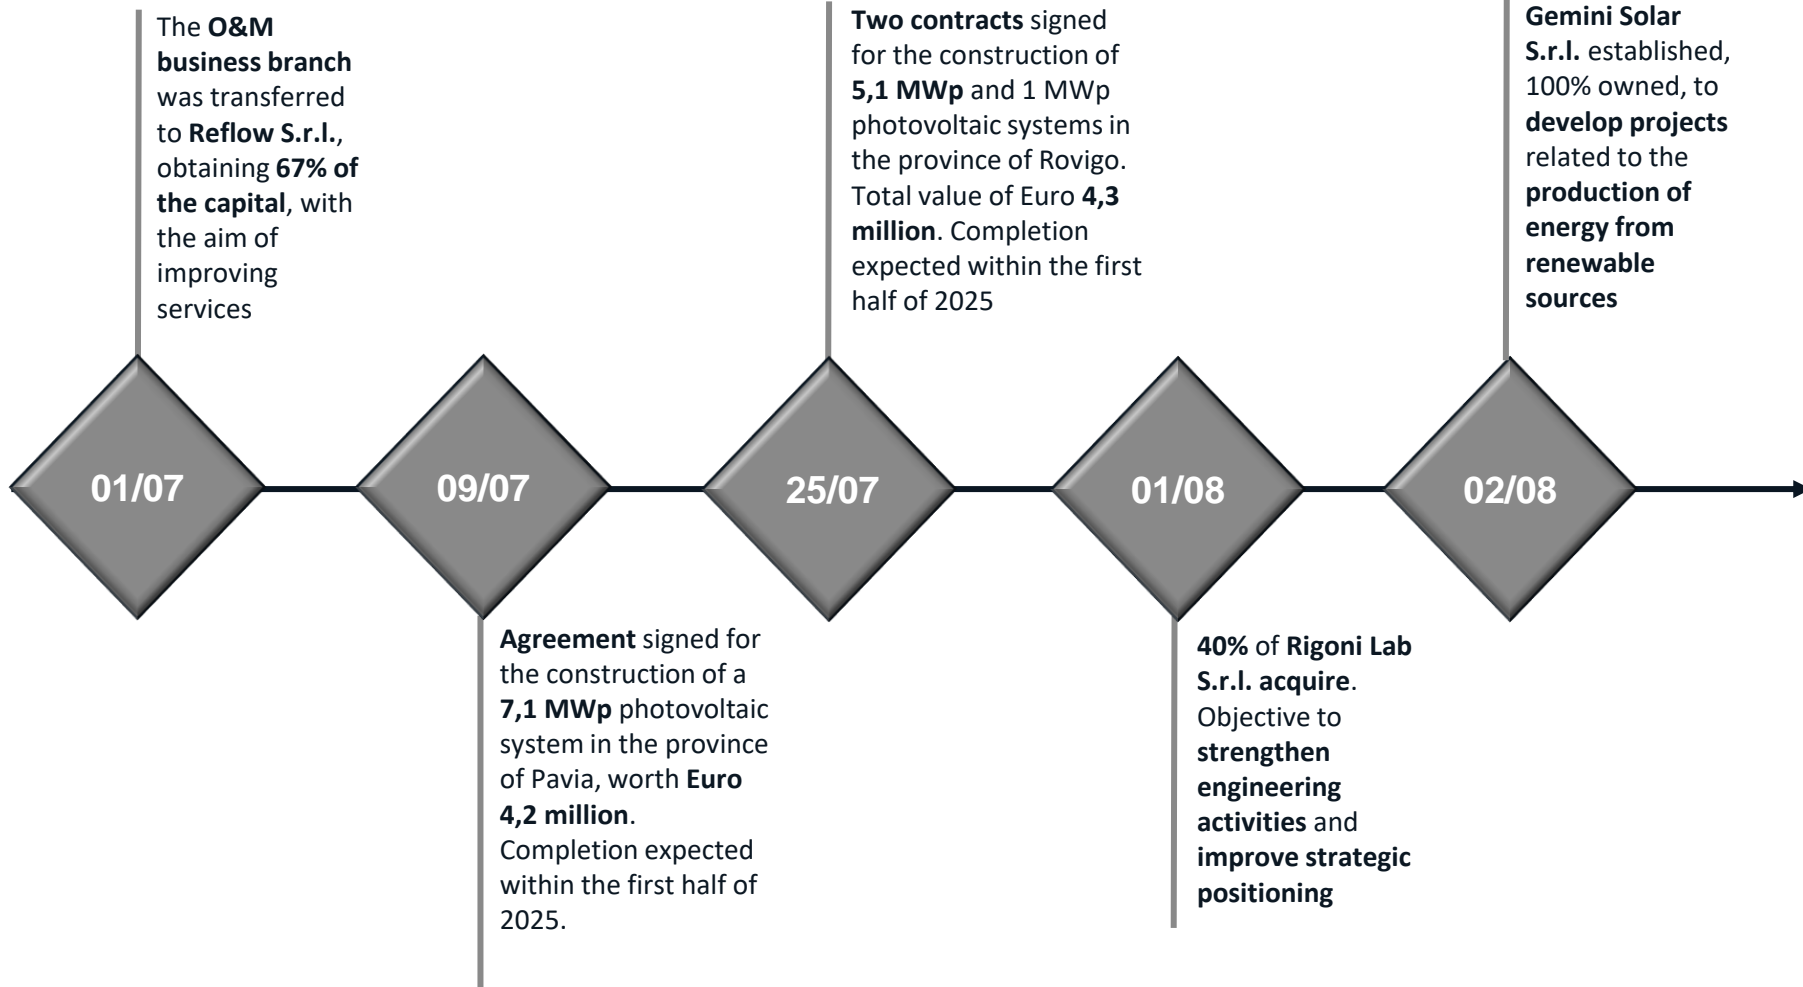 The O&M
business branch
was transferred
to Reflow S.r.l.,
obtaining 67% of
the capital, with
the aim of
improving
services
Two contracts signed
for the construction of
5,1 MWp and 1 MWp
photovoltaic systems in
the province of Rovigo.
Total value of Euro 4,3
million. Completion
expected within the first
half of 2025
Gemini Solar
S.r.l. established,
100% owned, to
develop projects
related to the
production of
energy from
renewable
sources
01/07
09/07
25/07
01/08
02/08
Agreement signed for
the construction of a
7,1 MWp photovoltaic
system in the province
of Pavia, worth Euro
4,2 million.
Completion expected
within the first half of
2025.
40% of Rigoni Lab
S.r.l. acquire.
Objective to
strengthen
engineering
activities and
improve strategic
positioning